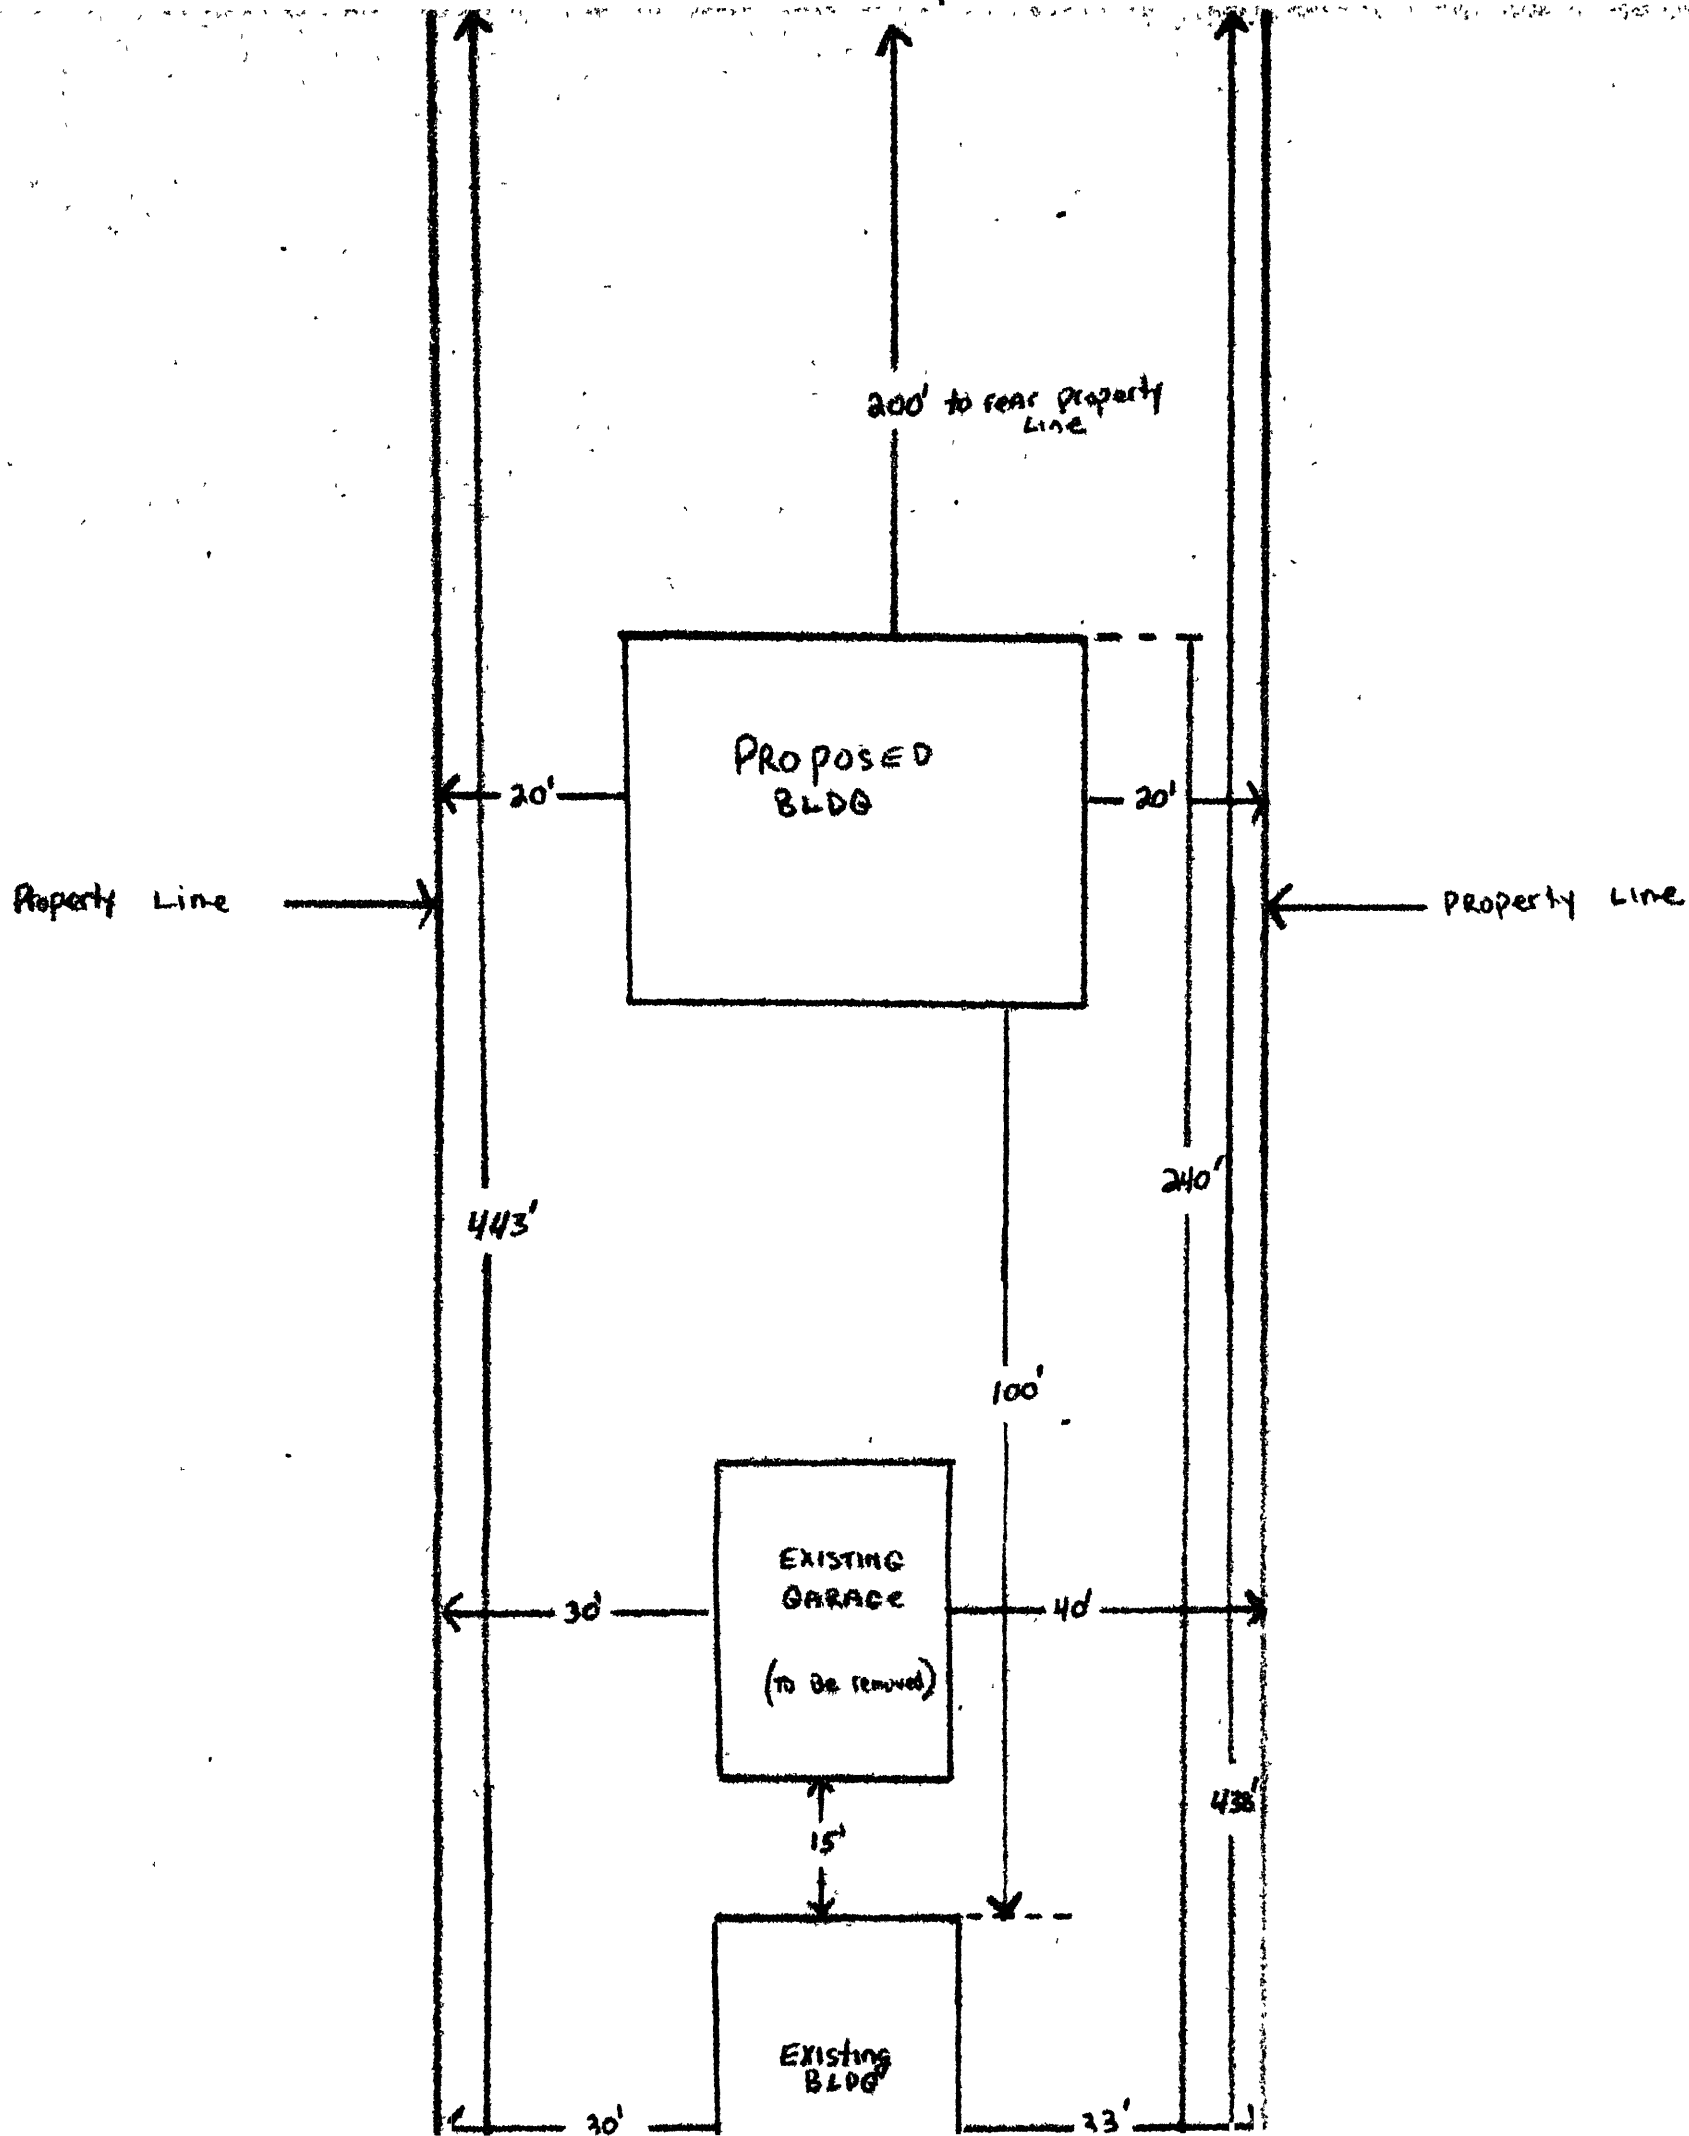 200' to rear property
Line
PROPOSED
BLDG
20'
20'
Property Line
Property Line
240'
443'
100'
EXISTING
GARAGE
30'
40'
(To Be removed)
438'
15'
Existing
BLDG
30'
33'